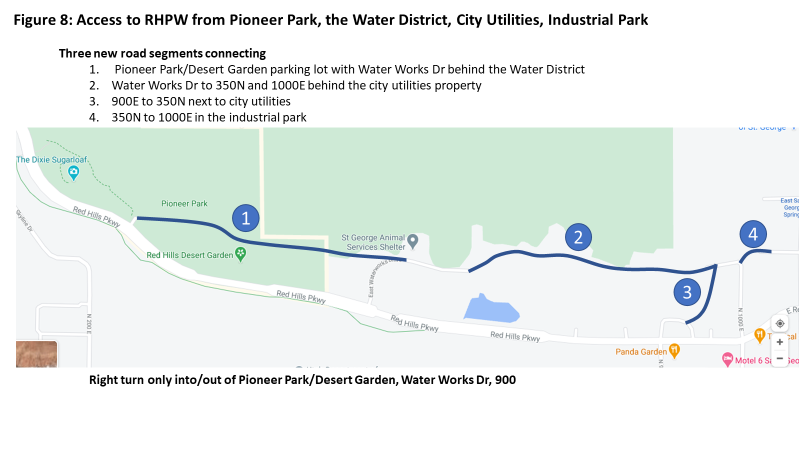 Figure 8: Access to RHPW from Pioneer Park, the Water District, City Utilities, Industrial Park
Three new road segments connecting
1. Pioneer Park/Desert Garden parking lot with Water Works Dr behind the Water District
2. Water Works Dr to 350N and 1000E behind the city utilities property
3. 900E to 350N next to city utilities
4. 350N to 1000E in the industrial park
The Dixie Sugarloaf
Pioneer Park
Red Hills Pkwy
Skyline Dr
1
St George Animal
Services Shelter
2
4
Red Hills Desert Garden
3
Red Hills Pkwy
Red Hills Pkwy
Red Hills Pkwy
N 200 E
N 1000 E
Panda Garden
Motel 6
+
−
Right turn only into/out of Pioneer Park/Desert Garden, Water Works Dr, 900